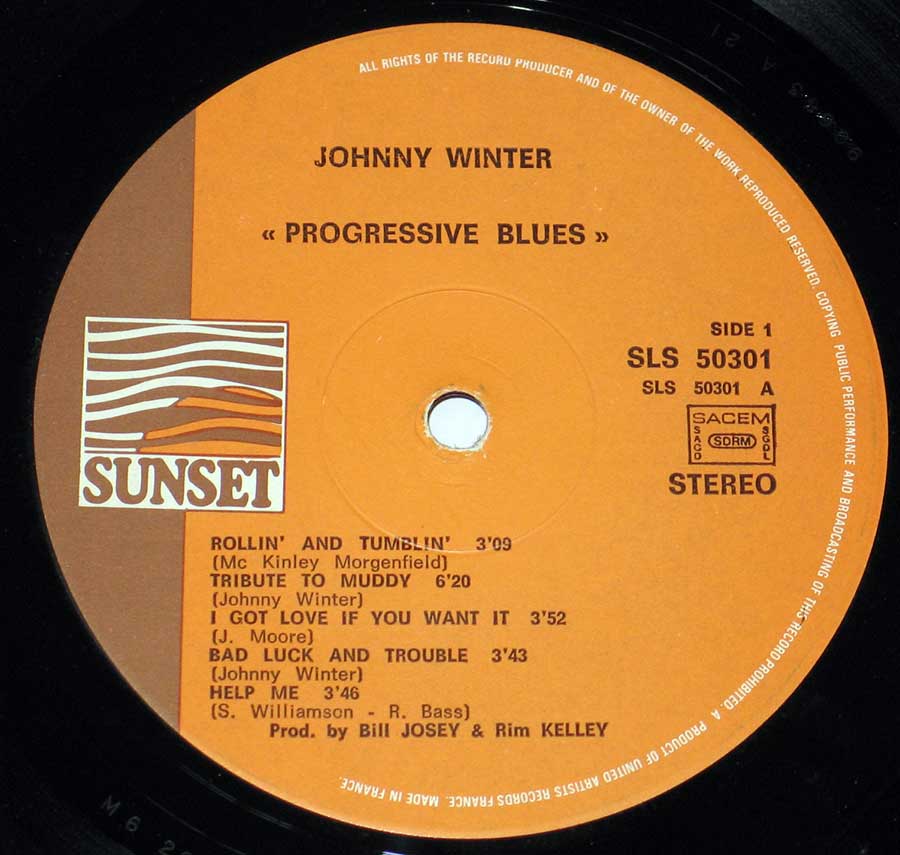 ALL RIGHTS OF THE RECORD PRODUCER AND OF THE OWNER OF THE WORK REPRODUCED RESERVED. COPYING PUBLIC PERFORMANCE AND BROADCASTING OF THIS RECORD PROHIBITED. A PRODUCT OF UNITED ARTISTS RECORDS FRANCE. MADE IN FRANCE.
JOHNNY WINTER
« PROGRESSIVE BLUES »
SIDE 1
SLS 50301
SLS 50301 A
SACEM
SACD
SDRM
SGDL
STEREO
SUNSET
ROLLIN' AND TUMBLIN' 3'09
(Mc Kinley Morgenfield)
TRIBUTE TO MUDDY 6'20
(Johnny Winter)
I GOT LOVE IF YOU WANT IT 3'52
(J. Moore)
BAD LUCK AND TROUBLE 3'43
(Johnny Winter)
HELP ME 3'46
(S. Williamson - R. Bass)
Prod. by Bill JOSEY & Rim KELLEY
M6